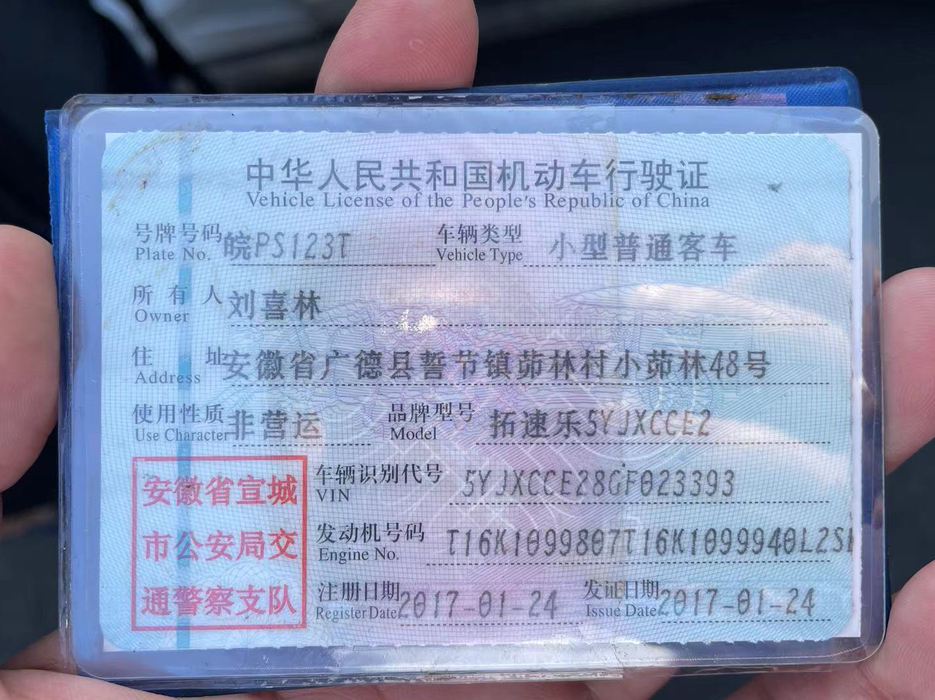 中华人民共和国机动车行驶证
Vehicle License of the People's Republic of China
号牌号码 皖PS123T 车辆类型 小型普通客车
Plate No. Vehicle Type
所有人 刘喜林
Owner
住址 安徽省广德县誓节镇茆林村小茆林48号
Address
使用性质 非营运 品牌型号 拓速乐5YJXCCE2
Use Character Model
安徽省宣城
市公安局交
通警察支队
车辆识别代号 5YJXCCE28GF023393
VIN
发动机号码 T16K1099807T16K1099940L2S
Engine No.
注册日期 2017-01-24 发证日期 2017-01-24
Register Date Issue Date